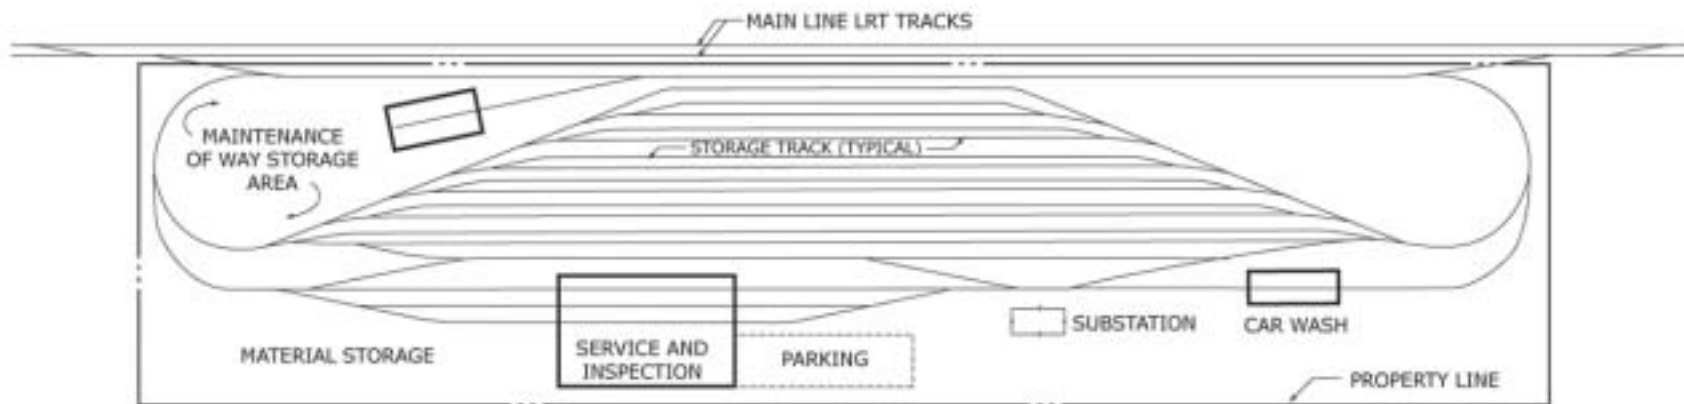 MAIN LINE LRT TRACKS
MAINTENANCE
OF WAY STORAGE
AREA
STORAGE TRACK (TYPICAL)
SUBSTATION
CAR WASH
MATERIAL STORAGE
SERVICE AND
INSPECTION
PARKING
PROPERTY LINE